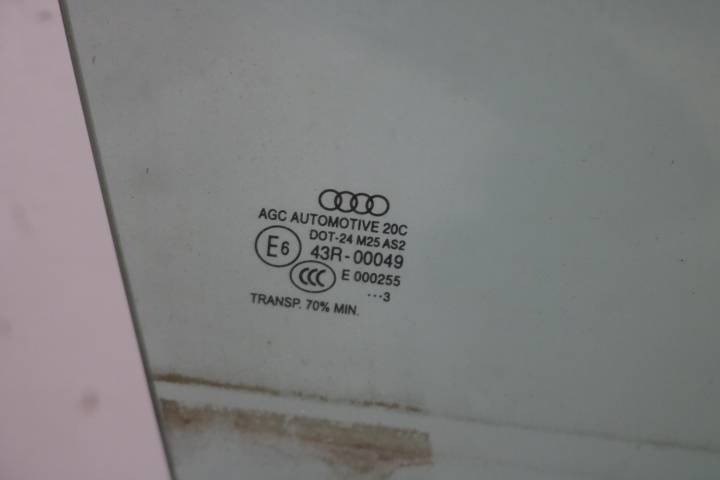 AGC AUTOMOTIVE 20C
DOT-24 M25 AS2
E6 43R-00049
CCC E 000255
...3
TRANSP. 70% MIN.